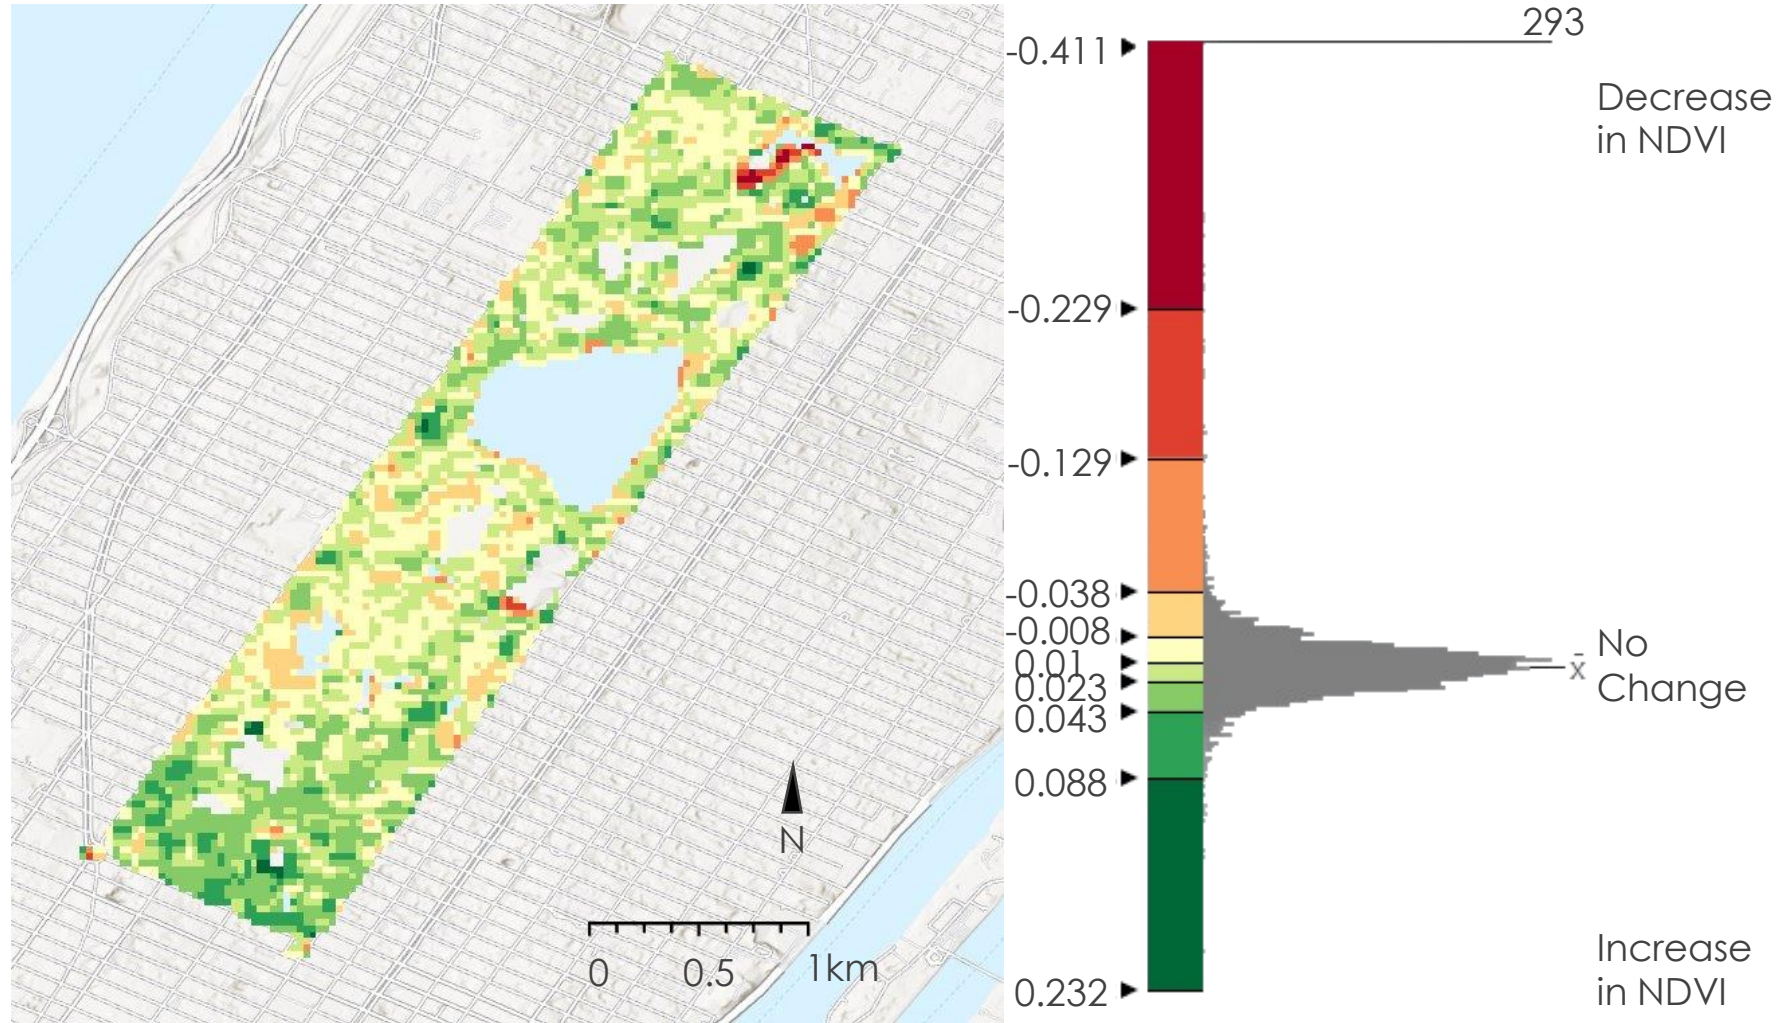 293
-0.411
Decrease
in NDVI
-0.229
-0.129
-0.038
-0.008
0.01
0.023
0.043
0.088
0.232
x̄
No
Change
Increase
in NDVI
N
0 0.5 1km